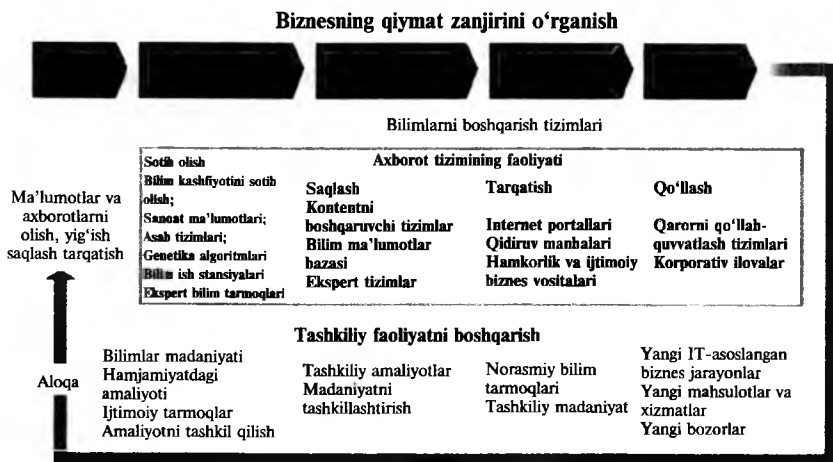 Biznesning qiymat zanjirini o‘rganish
Bilimlarni boshqarish tizimlari
Axborot tizimining faoliyati
Ma’lumotlar va
axborotlarni
olish, yig‘ish
saqlash tarqatish
Aloqa
Sotib olish
Bilim kashfiyotini sotib
olish;
Sanoat ma’lumotlari;
Asab tizimlari;
Genetika algoritmlari
Bilim ish stansiyalari
Ekspert bilim tarmoqlari
Saqlash
Kontentni
boshqaruvchi tizimlar
Bilim ma’lumotlar
bazasi
Ekspert tizimlar
Tarqatish
Internet portallari
Qidiruv manbalari
Hamkorlik va ijtimoiy
biznes vositalari
Qo‘llash
Qarorni qo‘llab-
quvvatlash tizimlari
Korporativ ilovalar
Tashkiliy faoliyatni boshqarish
Bilimlar madaniyati
Hamjamiyatdagi
amaliyoti
Ijtimoiy tarmoqlar
Amaliyotni tashkil qilish
Tashkiliy amaliyotlar
Madaniyatni
tashkillashtirish
Norasmiy bilim
tarmoqlari
Tashkiliy madaniyat
Yangi IT-asoslangan
biznes jarayonlar
Yangi mahsulotlar va
xizmatlar
Yangi bozorlar